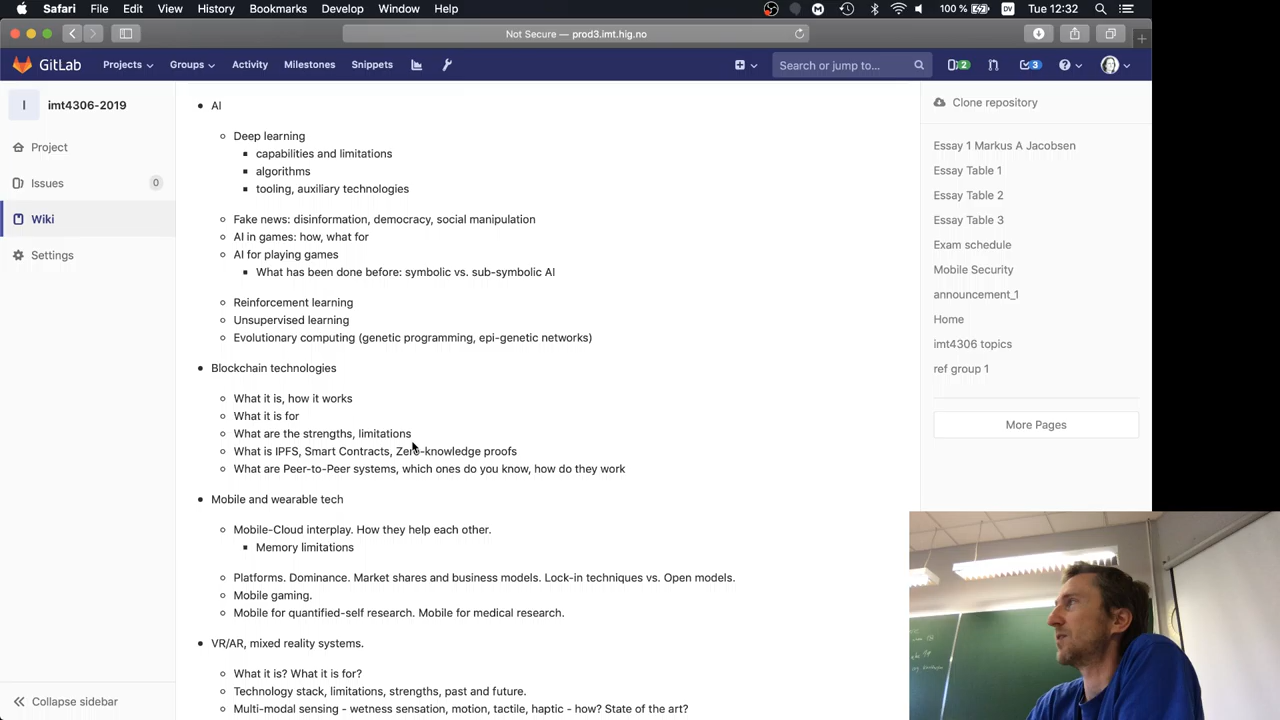 Safari File Edit View History Bookmarks Develop Window Help 100 % DV Tue 12:32
Not Secure — prod3.imt.hig.no
GitLab Projects Groups Activity Milestones Snippets Search or jump to... 2 3
I imt4306-2019
Project
Issues 0
Wiki
Settings
Collapse sidebar
AI
Deep learning
capabilities and limitations
algorithms
tooling, auxiliary technologies
Fake news: disinformation, democracy, social manipulation
AI in games: how, what for
AI for playing games
What has been done before: symbolic vs. sub-symbolic AI
Reinforcement learning
Unsupervised learning
Evolutionary computing (genetic programming, epi-genetic networks)
Blockchain technologies
What it is, how it works
What it is for
What are the strengths, limitations
What is IPFS, Smart Contracts, Zero-knowledge proofs
What are Peer-to-Peer systems, which ones do you know, how do they work
Mobile and wearable tech
Mobile-Cloud interplay. How they help each other.
Memory limitations
Platforms. Dominance. Market shares and business models. Lock-in techniques vs. Open models.
Mobile gaming.
Mobile for quantified-self research. Mobile for medical research.
VR/AR, mixed reality systems.
What it is? What it is for?
Technology stack, limitations, strengths, past and future.
Multi-modal sensing - wetness sensation, motion, tactile, haptic - how? State of the art?
Clone repository
Essay 1 Markus A Jacobsen
Essay Table 1
Essay Table 2
Essay Table 3
Exam schedule
Mobile Security
announcement_1
Home
imt4306 topics
ref group 1
More Pages